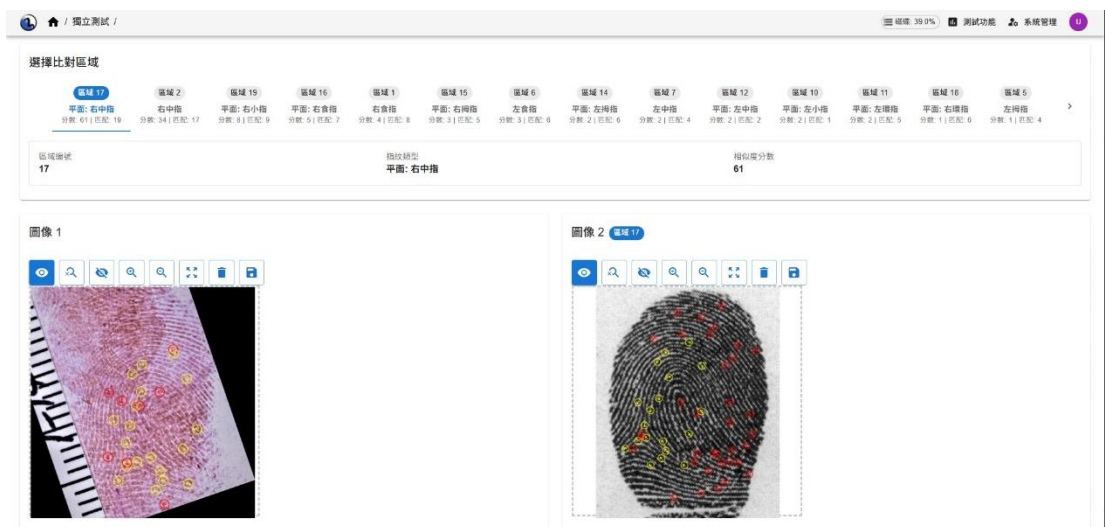 / 獨立測試 /
磁碟: 39.0%
測試功能
系統管理
U
選擇比對區域
區域 17 區域 2 區域 19 區域 16 區域 1 區域 15 區域 6 區域 14 區域 7 區域 12 區域 10 區域 11 區域 18 區域 5
平面: 右中指 右中指 平面: 右小指 平面: 右食指 右食指 平面: 右拇指 左食指 平面: 左拇指 左中指 平面: 左中指 平面: 左小指 平面: 左環指 平面: 右環指 左拇指
分數: 61 | 匹配: 19 分數: 34 | 匹配: 17 分數: 8 | 匹配: 9 分數: 5 | 匹配: 7 分數: 4 | 匹配: 8 分數: 3 | 匹配: 5 分數: 3 | 匹配: 6 分數: 2 | 匹配: 6 分數: 2 | 匹配: 4 分數: 2 | 匹配: 2 分數: 2 | 匹配: 1 分數: 2 | 匹配: 5 分數: 1 | 匹配: 6 分數: 1 | 匹配: 4
區域編號 指紋類型 相似度分數
17 平面: 右中指 61
圖像 1
圖像 2 區域 17